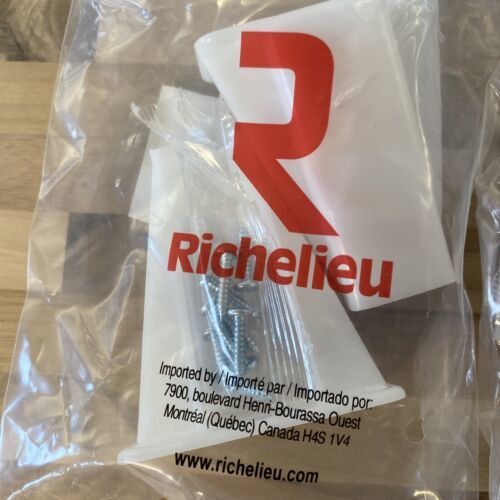 R
Richelieu
Imported by / Importé par / Importado por:
7900, boulevard Henri-Bourassa Ouest
Montréal (Québec) Canada H4S 1V4
www.richelieu.com